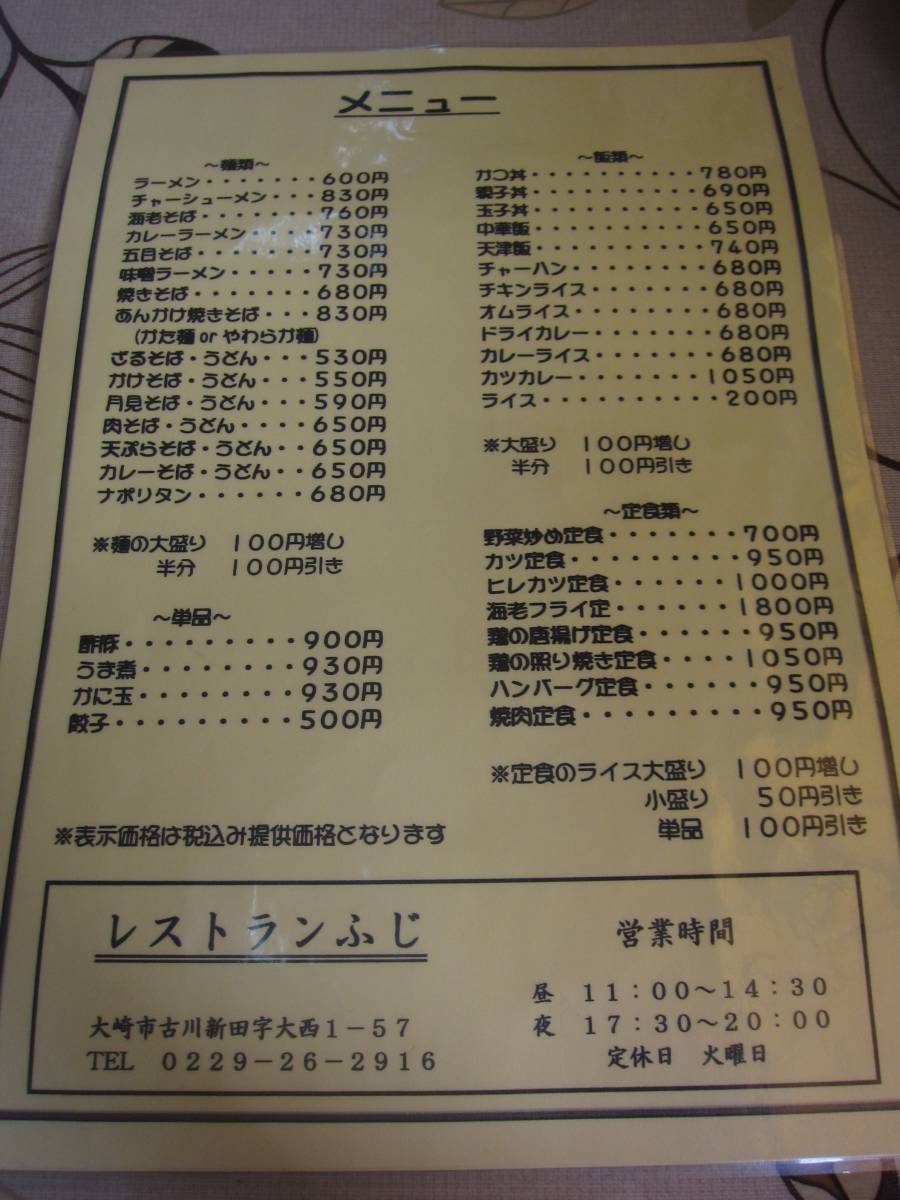 メニュー
～麺類～
ラーメン・・・・・・・600円
チャーシューメン・・・830円
海老そば・・・・・・・760円
カレーラーメン・・・・730円
五目そば・・・・・・・730円
味噌ラーメン・・・・・730円
焼きそば・・・・・・・680円
あんかけ焼きそば・・・830円
(かた麺 or やわらか麺)
ざるそば・うどん・・・530円
かけそば・うどん・・・550円
月見そば・うどん・・・590円
肉そば・うどん・・・・650円
天ぷらそば・うどん・・650円
カレーそば・うどん・・650円
ナポリタン・・・・・・680円
※麺の大盛り 100円増し
半分 100円引き
～単品～
酢豚・・・・・・・・・900円
うま煮・・・・・・・・930円
かに玉・・・・・・・・930円
餃子・・・・・・・・・500円
～飯類～
かつ丼・・・・・・・・・・780円
親子丼・・・・・・・・・・690円
玉子丼・・・・・・・・・・650円
中華飯・・・・・・・・・・650円
天津飯・・・・・・・・・・740円
チャーハン・・・・・・・・680円
チキンライス・・・・・・・680円
オムライス・・・・・・・・680円
ドライカレー・・・・・・・680円
カレーライス・・・・・・・680円
カツカレー・・・・・・・1050円
ライス・・・・・・・・・・200円
※大盛り 100円増し
半分 100円引き
～定食類～
野菜炒め定食・・・・・・・700円
カツ定食・・・・・・・・・950円
ヒレカツ定食・・・・・・1000円
海老フライ定・・・・・・1800円
鶏の唐揚げ定食・・・・・・950円
鶏の照り焼き定食・・・・1050円
ハンバーグ定食・・・・・・950円
焼肉定食・・・・・・・・・950円
※定食のライス大盛り 100円増し
小盛り 50円引き
単品 100円引き
※表示価格は税込み提供価格となります
レストランふじ
大崎市古川新田字大西1－57
TEL 0229－26－2916
営業時間
昼 11：00～14：30
夜 17：30～20：00
定休日 火曜日